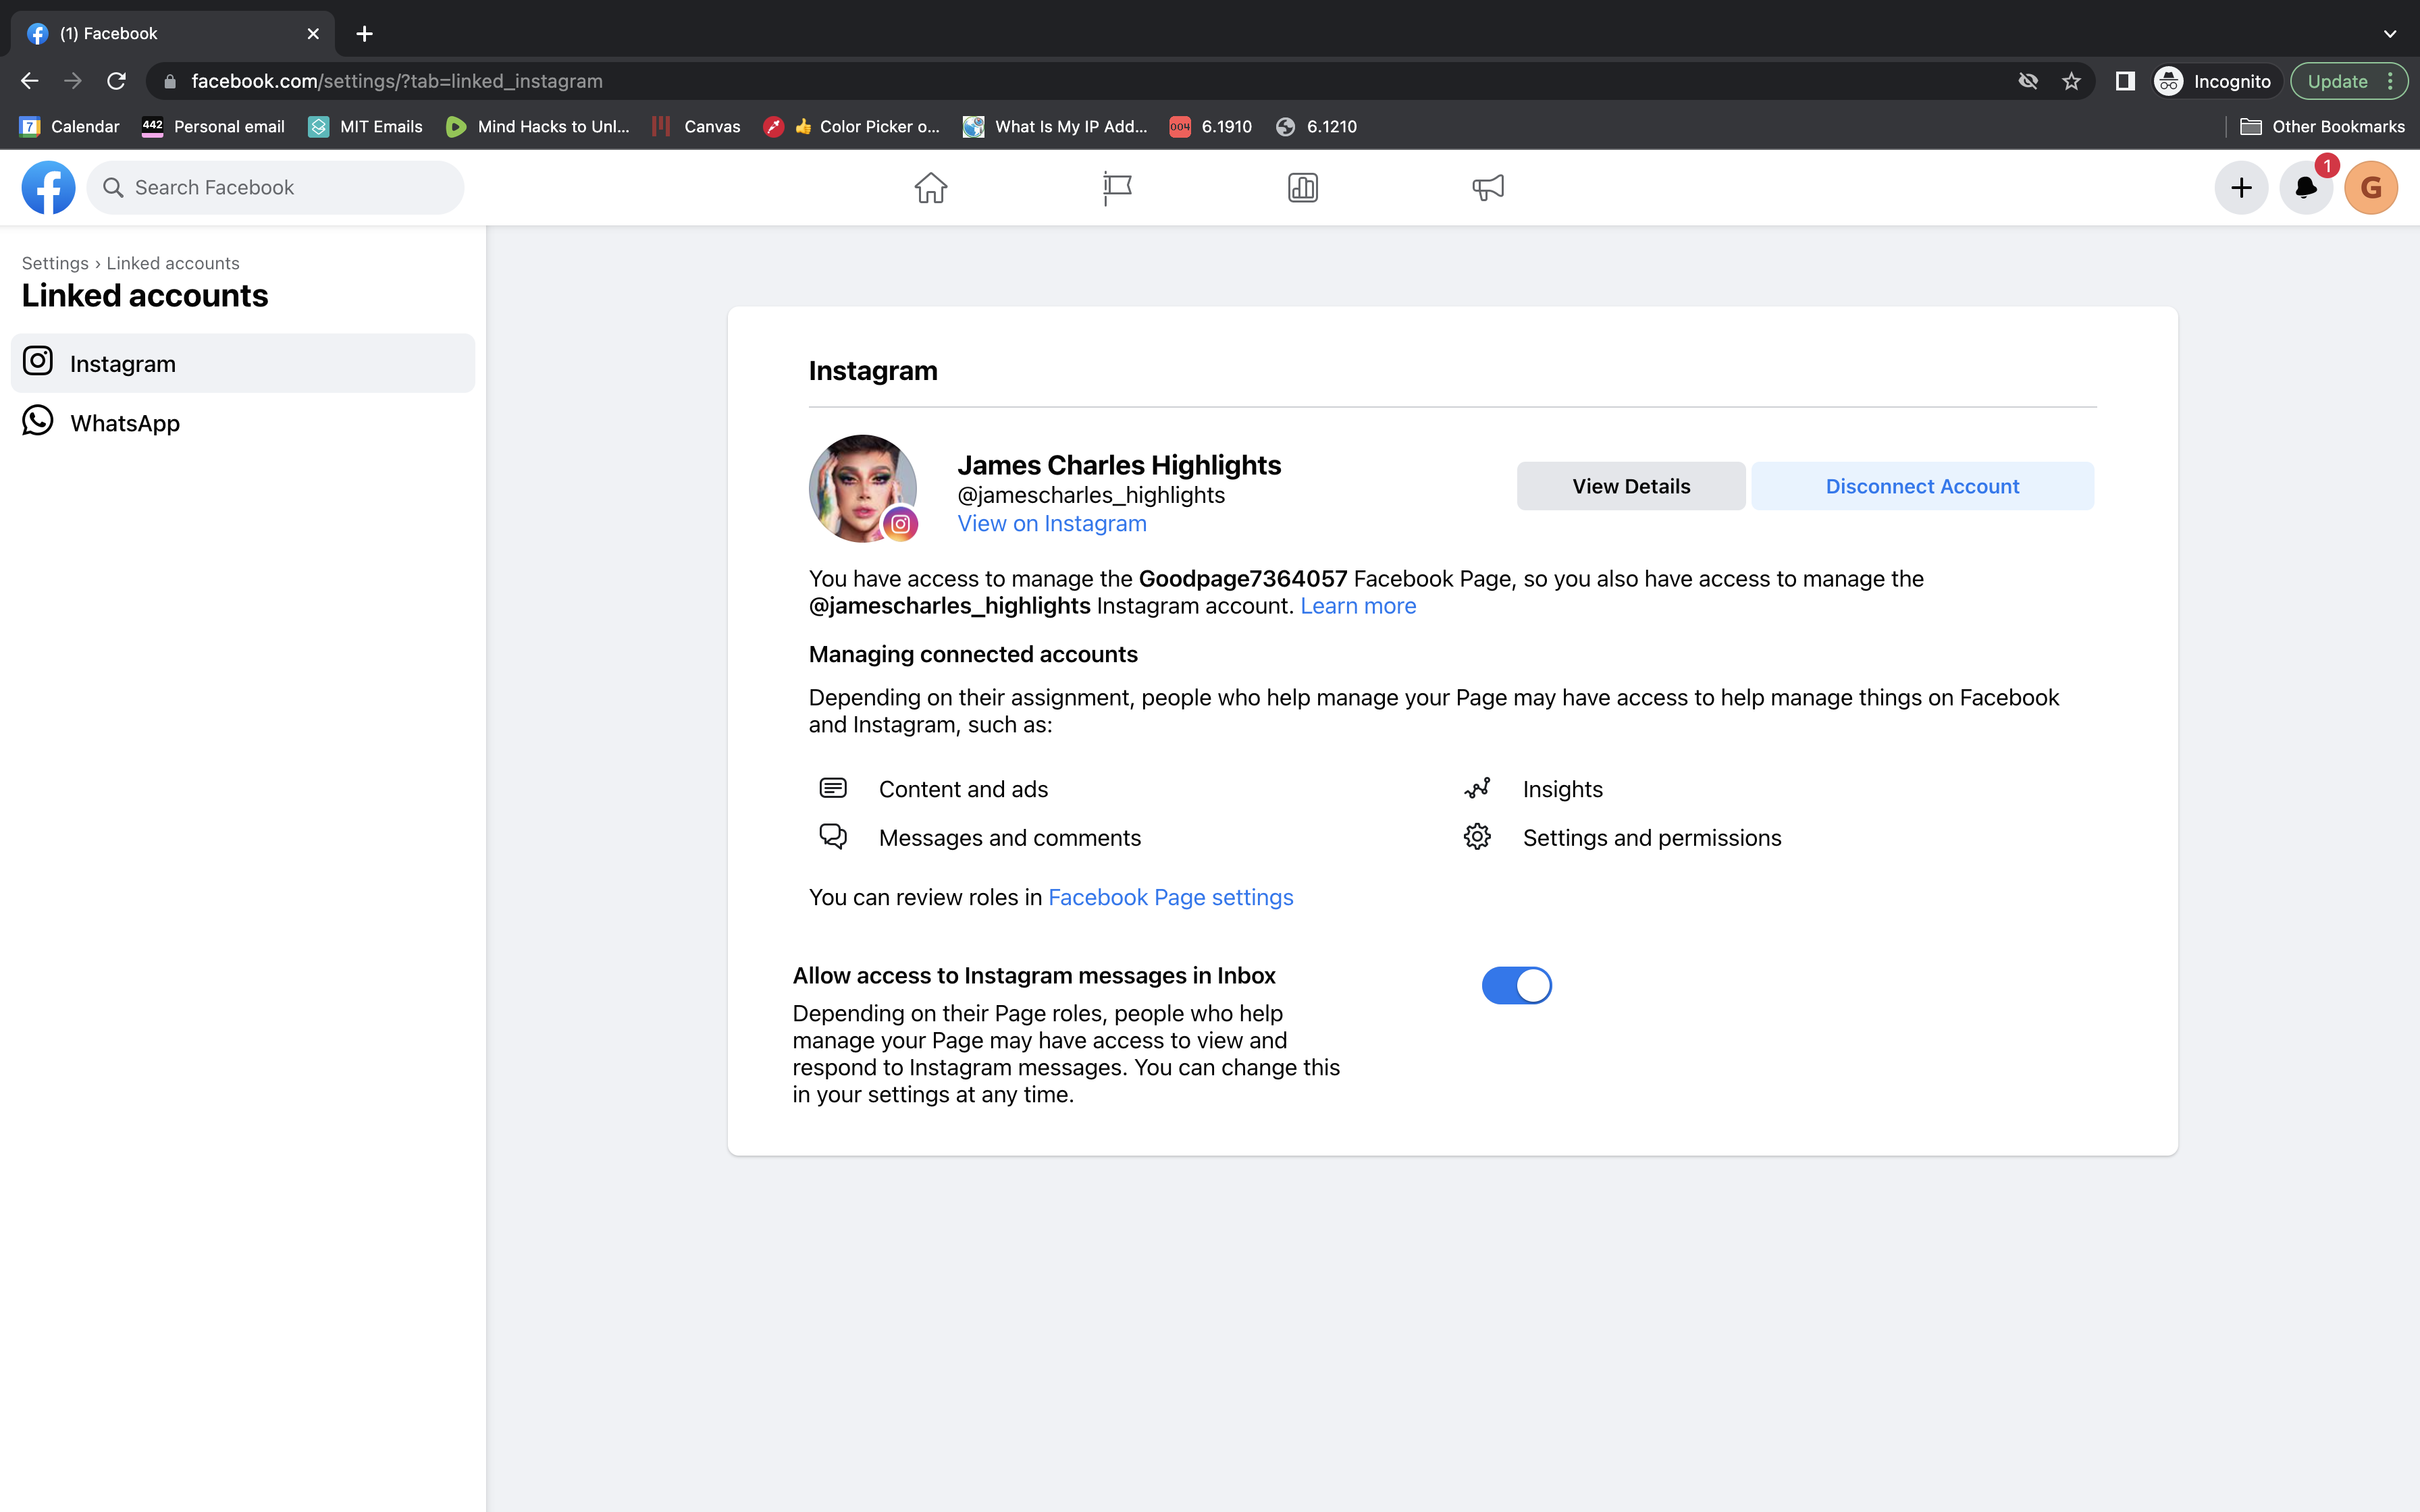 (1) Facebook
facebook.com/settings/?tab=linked_instagram
Incognito
Update
7 Calendar
442 Personal email
MIT Emails
Mind Hacks to Unl...
Canvas
👍 Color Picker o...
What Is My IP Add...
004 6.1910
6.1210
Other Bookmarks
Search Facebook
1
G
Settings › Linked accounts
Linked accounts
Instagram
WhatsApp
Instagram
James Charles Highlights
@jamescharles_highlights
View on Instagram
View Details
Disconnect Account
You have access to manage the Goodpage7364057 Facebook Page, so you also have access to manage the
@jamescharles_highlights Instagram account. Learn more
Managing connected accounts
Depending on their assignment, people who help manage your Page may have access to help manage things on Facebook
and Instagram, such as:
Content and ads
Insights
Messages and comments
Settings and permissions
You can review roles in Facebook Page settings
Allow access to Instagram messages in Inbox
Depending on their Page roles, people who help
manage your Page may have access to view and
respond to Instagram messages. You can change this
in your settings at any time.